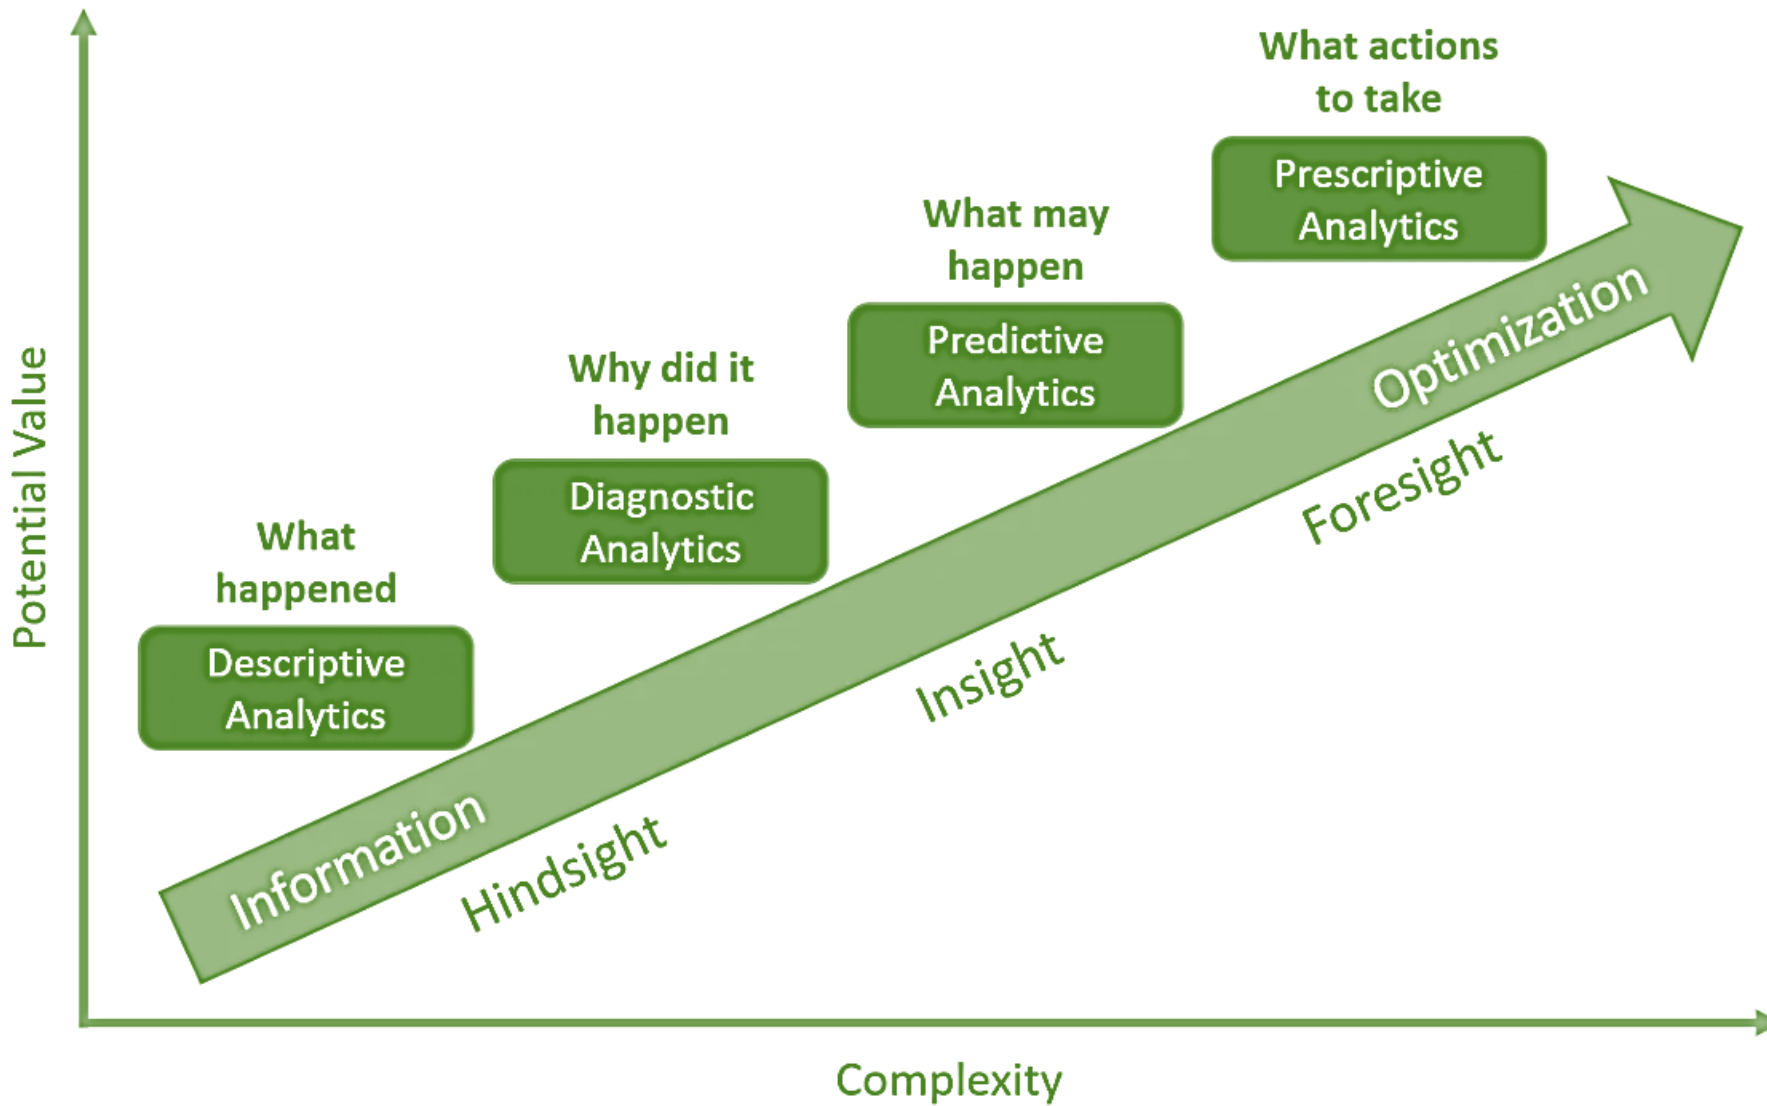 What actions
to take
Prescriptive
Analytics
What may
happen
Predictive
Analytics
Why did it
happen
Diagnostic
Analytics
What
happened
Descriptive
Analytics
Information
Optimization
Hindsight
Insight
Foresight
Potential Value
Complexity